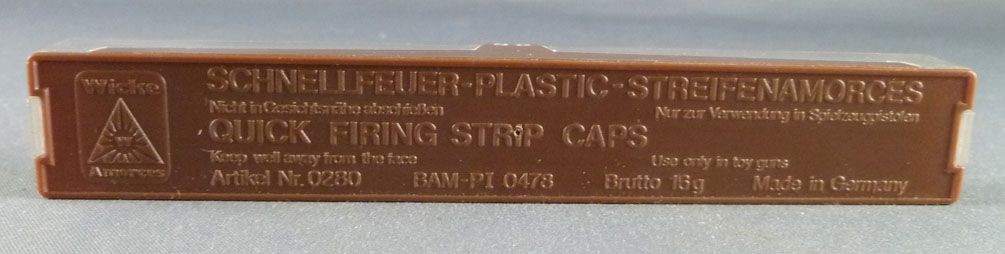 Wicke
W
Amorces
SCHNELLFEUER-PLASTIC-STREIFENAMORCES
Nicht in Gesichtsnähe abschießen
Nur zur Verwendung in Spielzeugpistolen
QUICK FIRING STRIP CAPS
Keep well away from the face
Use only in toy guns
Artikel Nr. 0280 BAM-PI 0478 Brutto 16g Made in Germany